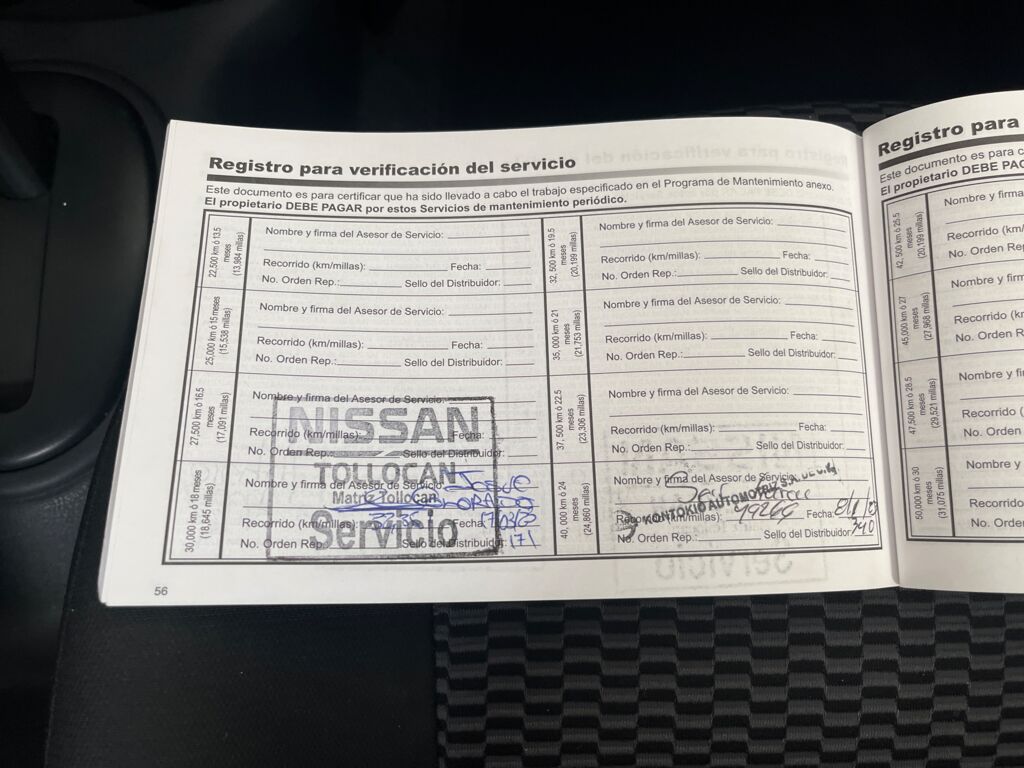 Registro para verificación del servicio
Este documento es para certificar que ha sido llevado a cabo el trabajo especificado en el Programa de Mantenimiento anexo.
El propietario DEBE PAGAR por estos Servicios de mantenimiento periódico.
22,500 km ó 13.5
meses
(13,984 millas)
Nombre y firma del Asesor de Servicio:
Recorrido (km/millas): Fecha:
No. Orden Rep.: Sello del Distribuidor:
25,000 km ó 15 meses
(15,538 millas)
Nombre y firma del Asesor de Servicio:
Recorrido (km/millas): Fecha:
No. Orden Rep.: Sello del Distribuidor:
27,500 km ó 16.5
meses
(17,091 millas)
Nombre y firma del Asesor de Servicio:
Recorrido (km/millas): Fecha:
No. Orden Rep.: Sello del Distribuidor:
30,000 km ó 18 meses
(18,645 millas)
Nombre y firma del Asesor de Servicio:
Recorrido (km/millas): Fecha:
No. Orden Rep.: Sello del Distribuidor: 171
NISSAN
TOLLOCAN
Matriz Tollocan
Servicio
32, 500 km ó 19.5
meses
(20,199 millas)
Nombre y firma del Asesor de Servicio:
Recorrido (km/millas): Fecha:
No. Orden Rep.: Sello del Distribuidor:
35, 000 km ó 21
meses
(21,753 millas)
Nombre y firma del Asesor de Servicio:
Recorrido (km/millas): Fecha:
No. Orden Rep.: Sello del Distribuidor:
37, 500 km ó 22.5
meses
(23,306 millas)
Nombre y firma del Asesor de Servicio:
Recorrido (km/millas): Fecha:
No. Orden Rep.: Sello del Distribuidor:
40, 000 km ó 24
meses
(24,860 millas)
Nombre y firma del Asesor de Servicio:
KONTOKIO AUTOMOTRIZ
Recorrido (km/millas): Fecha:
No. Orden Rep.: Sello del Distribuidor:
56
Registro para
Este documento es para c
El propietario DEBE PAG
42, 500 km ó 25.5
meses
(20,199 millas)
Nombre y firma
Recorrido (km/
No. Orden Rep
45,000 km ó 27
meses
(27,968 millas)
Nombre y firm
Recorrido (kr
No. Orden R
47,500 km ó 28.5
meses
(29,521 millas)
Nombre y fi
Recorrido (
No. Orden
50,000 km ó 30
meses
(31,075 millas)
Nombre y
Recorrido
No. Orde